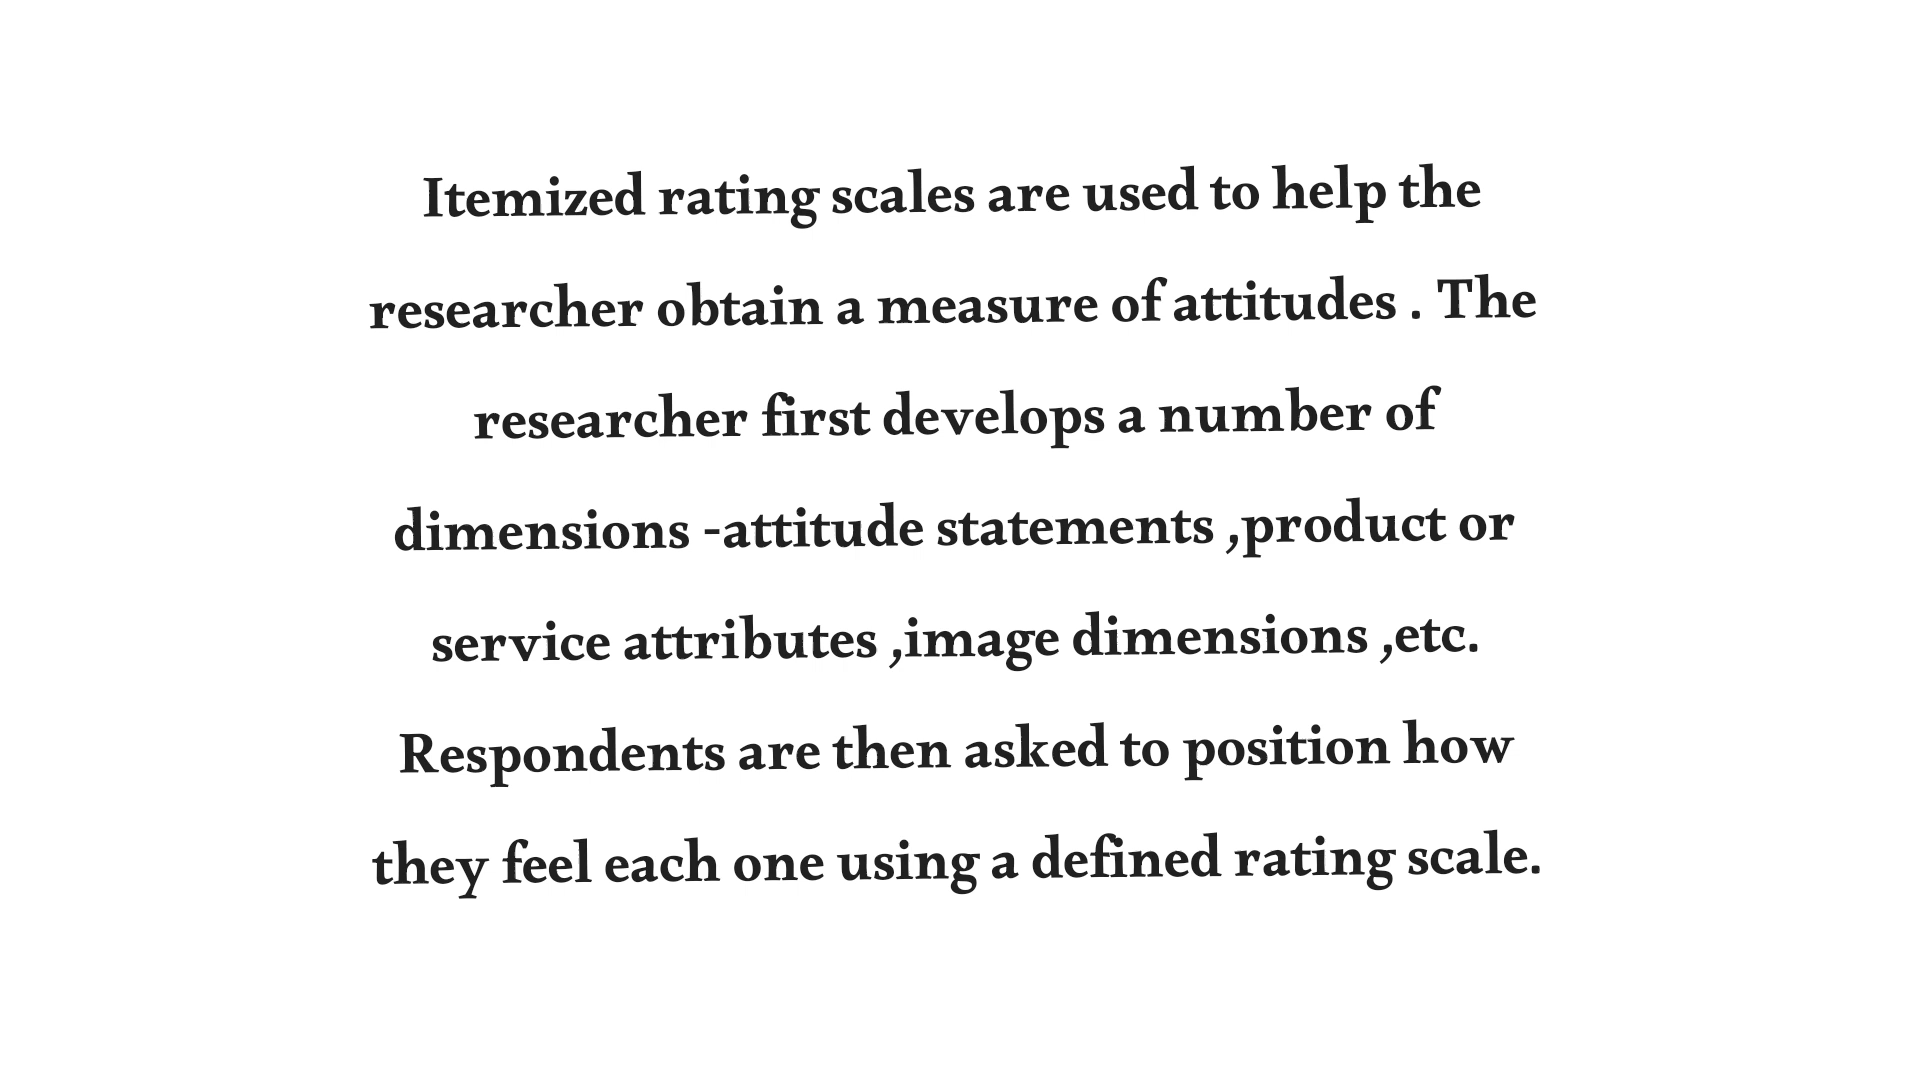 Itemized rating scales are used to help the
researcher obtain a measure of attitudes . The
researcher first develops a number of
dimensions -attitude statements ,product or
service attributes ,image dimensions ,etc.
Respondents are then asked to position how
they feel each one using a defined rating scale.